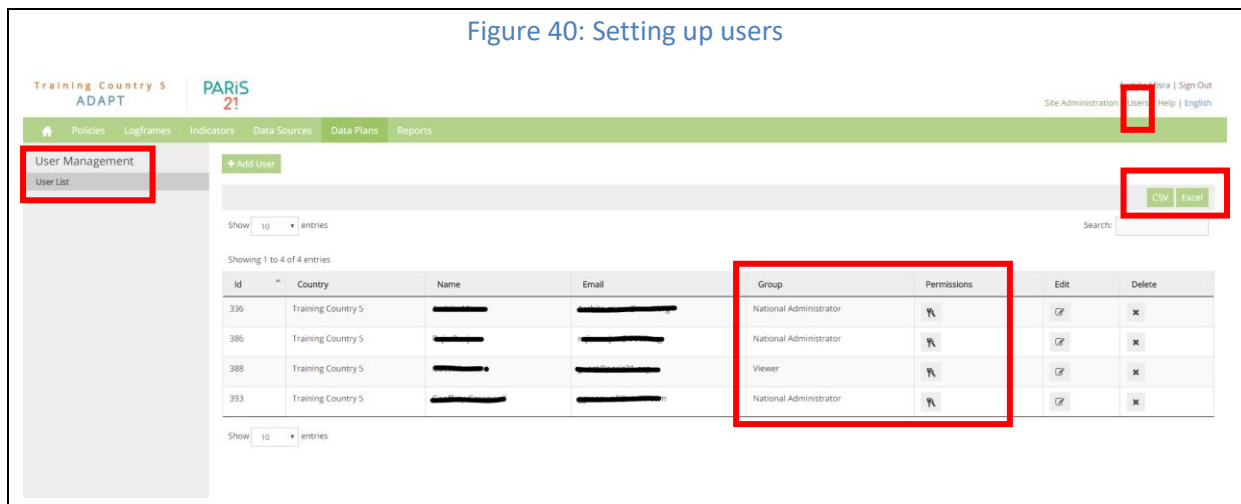 Figure 40: Setting up users
Training Country 5
ADAPT
PARiS
21
Misra | Sign Out
Site Administration Users Help | English
Policies Logframes Indicators Data Sources Data Plans Reports
User Management
User List
+ Add User
CSV Excel
Show 10 entries Search:
Showing 1 to 4 of 4 entries
Id Country Name Email Group Permissions Edit Delete
336 Training Country 5 National Administrator
386 Training Country 5 National Administrator
388 Training Country 5 Viewer
393 Training Country 5 National Administrator
Show 10 entries